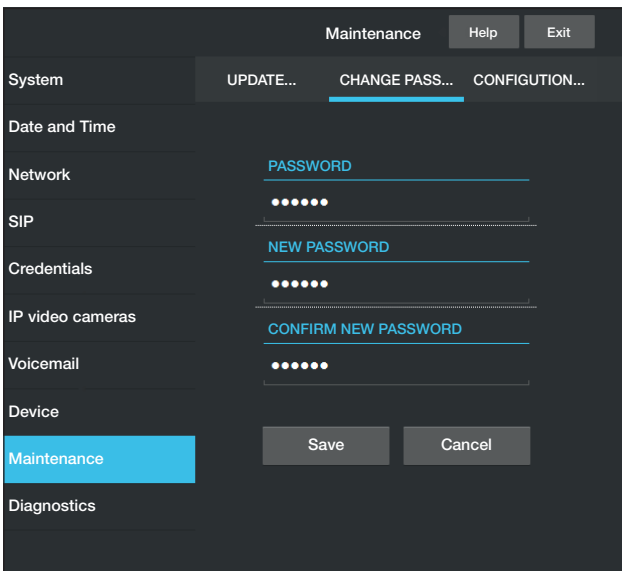 Maintenance Help Exit
System
UPDATE... CHANGE PASS... CONFIGUTION...
Date and Time
Network
SIP
Credentials
IP video cameras
Voicemail
Device
Maintenance
Diagnostics
PASSWORD
●●●●●●
NEW PASSWORD
●●●●●●
CONFIRM NEW PASSWORD
●●●●●●
Save Cancel